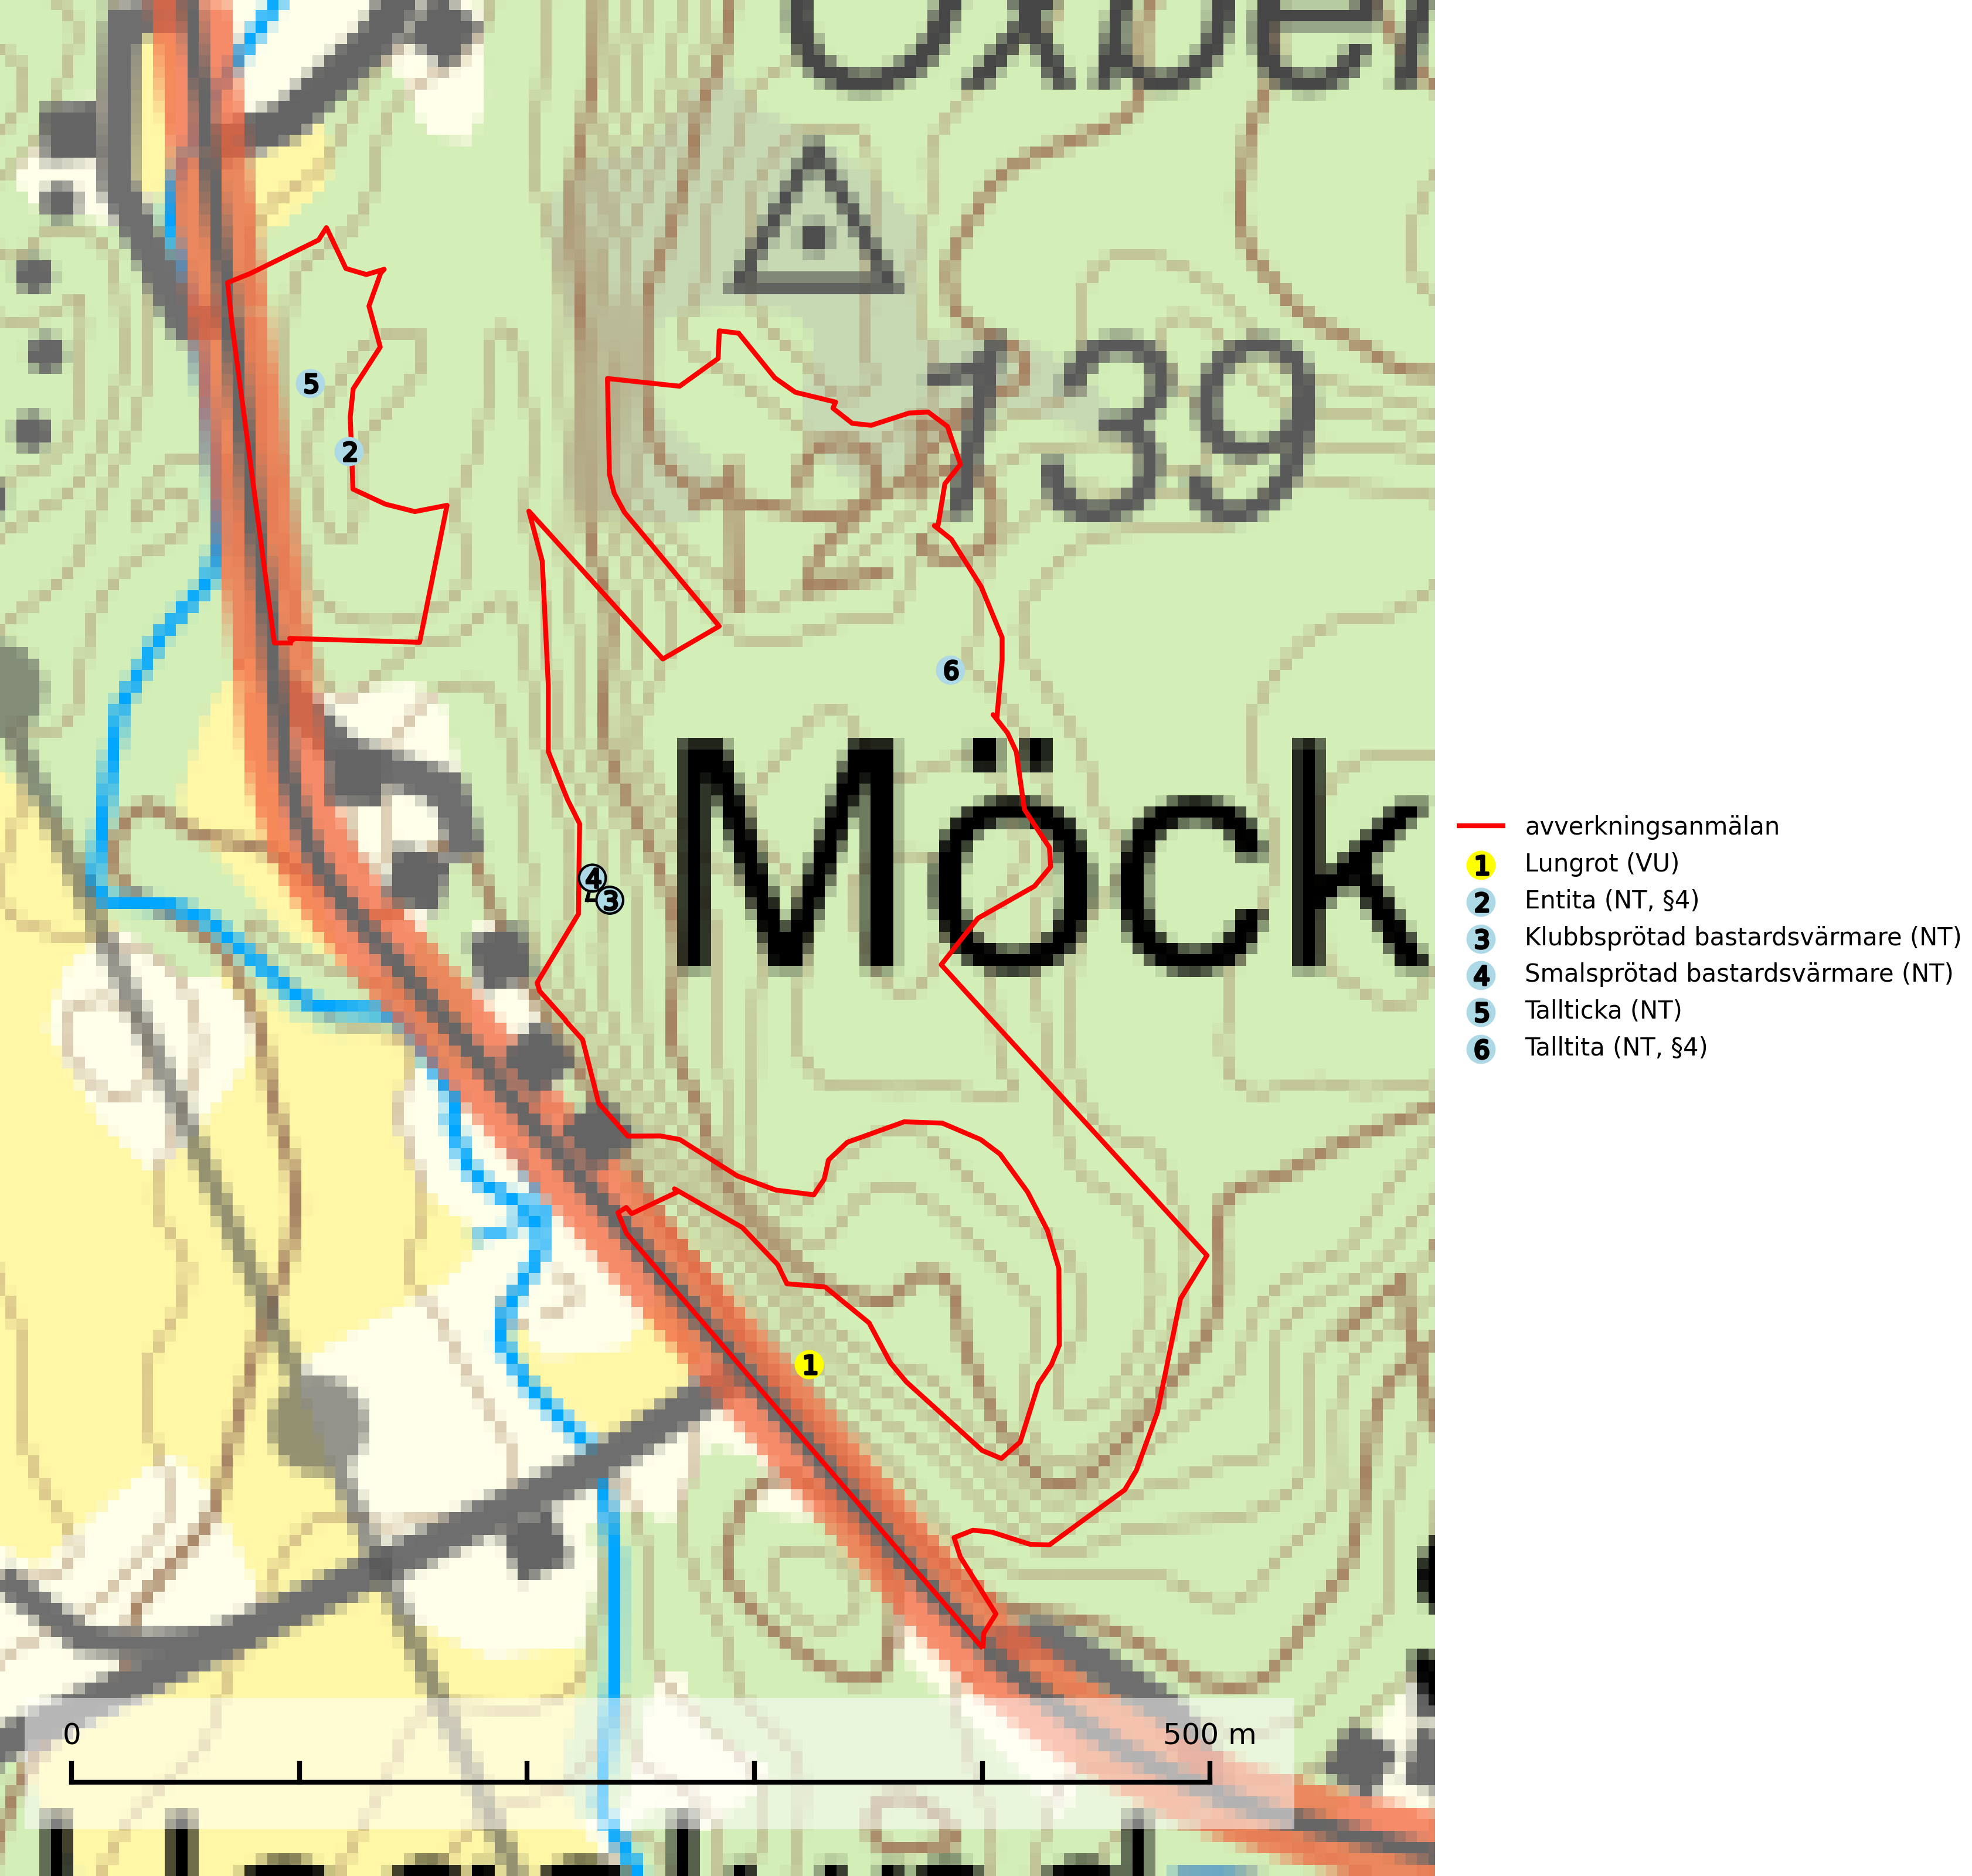 139
12
5
2
6
Möck
4
3
1
0 500 m
avverkningsanmälan
1 Lungrot (VU)
2 Entita (NT, §4)
3 Klubbsprötad bastardsvärmare (NT)
4 Smalsprötad bastardsvärmare (NT)
5 Tallticka (NT)
6 Talltita (NT, §4)